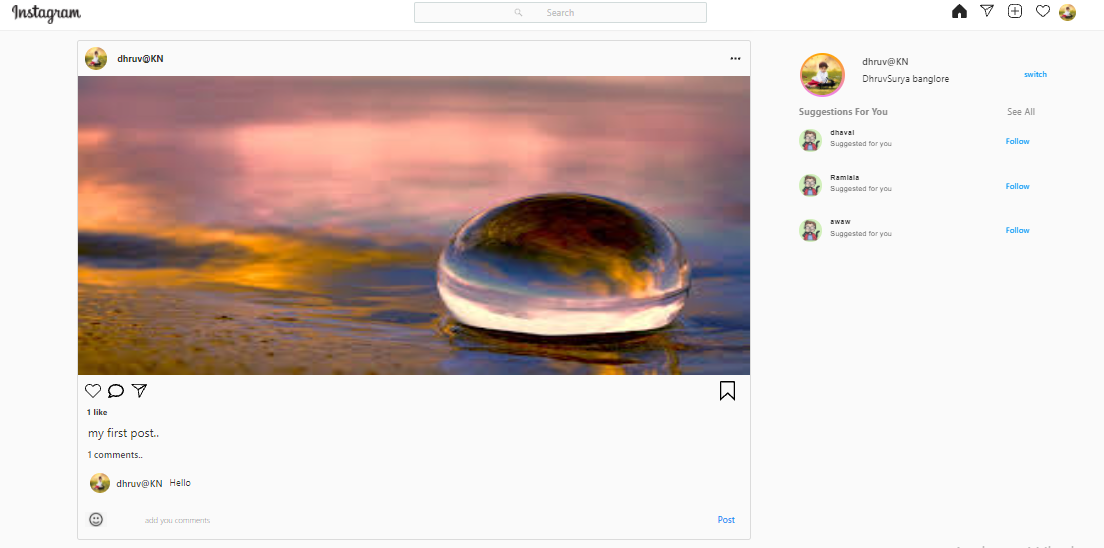 Instagram
Search
dhruv@KN
dhruv@KN
DhruvSurya banglore
switch
Suggestions For You
See All
dhaval
Suggested for you
Follow
Ramlala
Suggested for you
Follow
awaw
Suggested for you
Follow
1 like
my first post..
1 comments..
dhruv@KN Hello
add you comments
Post